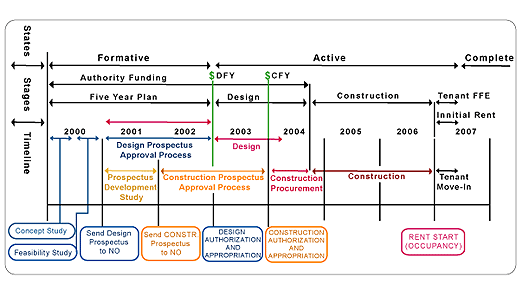 States
Formative
Active
Complete
Stages
Authority Funding
$DFY
$CFY
Five Year Plan
Design
Construction
Tenant FFE
Innitial Rent
Timeline
2000
2001
2002
2003
2004
2005
2006
2007
Design Prospectus
Approval Process
Design
Prospectus
Development
Study
Construction Prospectus
Approval Process
Construction
Procurement
Construction
Tenant
Move-In
Concept Study
Feasibility Study
Send Design
Prospectus
to NO
Send CONSTR
Prospectus
to NO
DESIGN
AUTHORIZATION
AND
APPROPRIATION
CONSTRUCTION
AUTHORIZATION
AND
APPROPRIATION
RENT START
(OCCUPANCY)